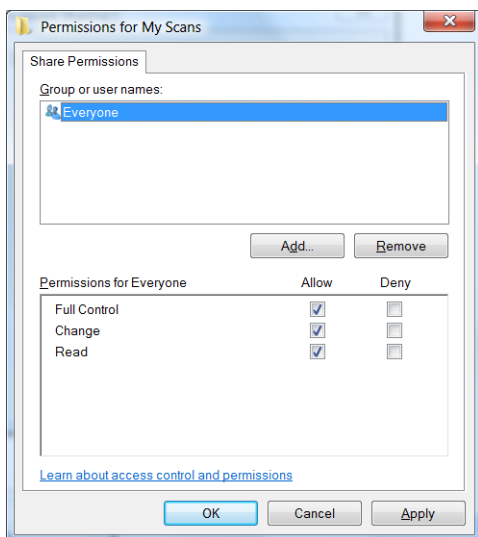 Permissions for My Scans
Share Permissions
Group or user names:
Everyone
Add... Remove
Permissions for Everyone Allow Deny
Full Control
Change
Read
Learn about access control and permissions
OK Cancel Apply